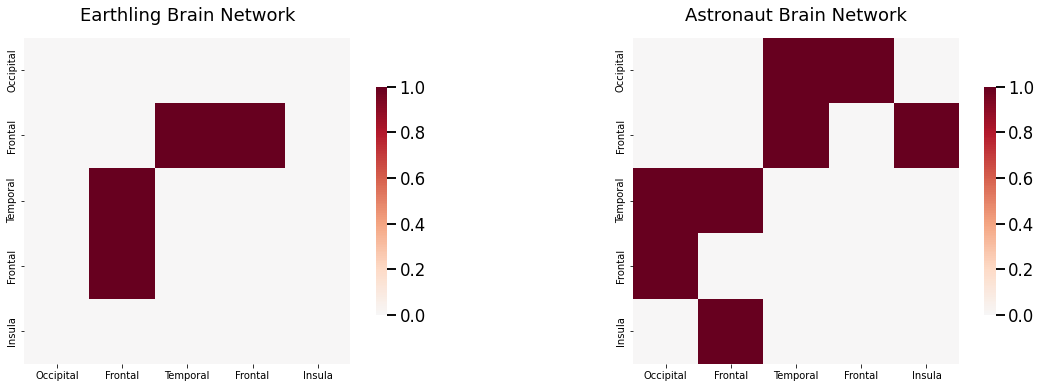 Earthling Brain Network
Occipital
Frontal
Temporal
Frontal
Insula
Occipital Frontal Temporal Frontal Insula
1.0
0.8
0.6
0.4
0.2
0.0
Astronaut Brain Network
Occipital
Frontal
Temporal
Frontal
Insula
Occipital Frontal Temporal Frontal Insula
1.0
0.8
0.6
0.4
0.2
0.0